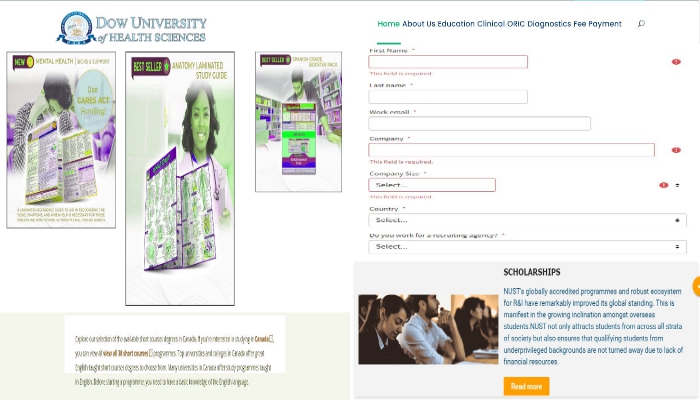 DOW UNIVERSITY
of HEALTH SCIENCES
Home About Us Education Clinical ORIC Diagnostics Fee Payment
NEW MENTAL HEALTH | SIGNS & SUPPORT
Use
CARES ACT
Funding!
BEST SELLER ANATOMY LAMINATED
STUDY GUIDE
BEST SELLER SPANISH GRADE
BOOSTER PACK
First Name *
This field is required.
Last name *
Work email *
Company *
This field is required.
Company Size *
Select...
This field is required.
Country *
Select...
Do you work for a recruiting agency? *
Select...
SCHOLARSHIPS
NUST's globally accredited programmes and robust ecosystem
for R&I have remarkably improved its global standing. This is
manifest in the growing inclination amongst overseas
students.NUST not only attracts students from across all strata
of society but also ensures that qualifying students from
underprivileged backgrounds are not turned away due to lack of
financial resources.
Read more
Explore our selection of the available short courses degrees in Canada. If you're interested in studying in Canada,
you can view all 38 short courses programmes. Top universities and colleges in Canada offer great
English taught short courses degrees to choose from. Many universities in Canada offer study programmes taught
in English. Before starting a programme, you need to have a basic knowledge of the English language.